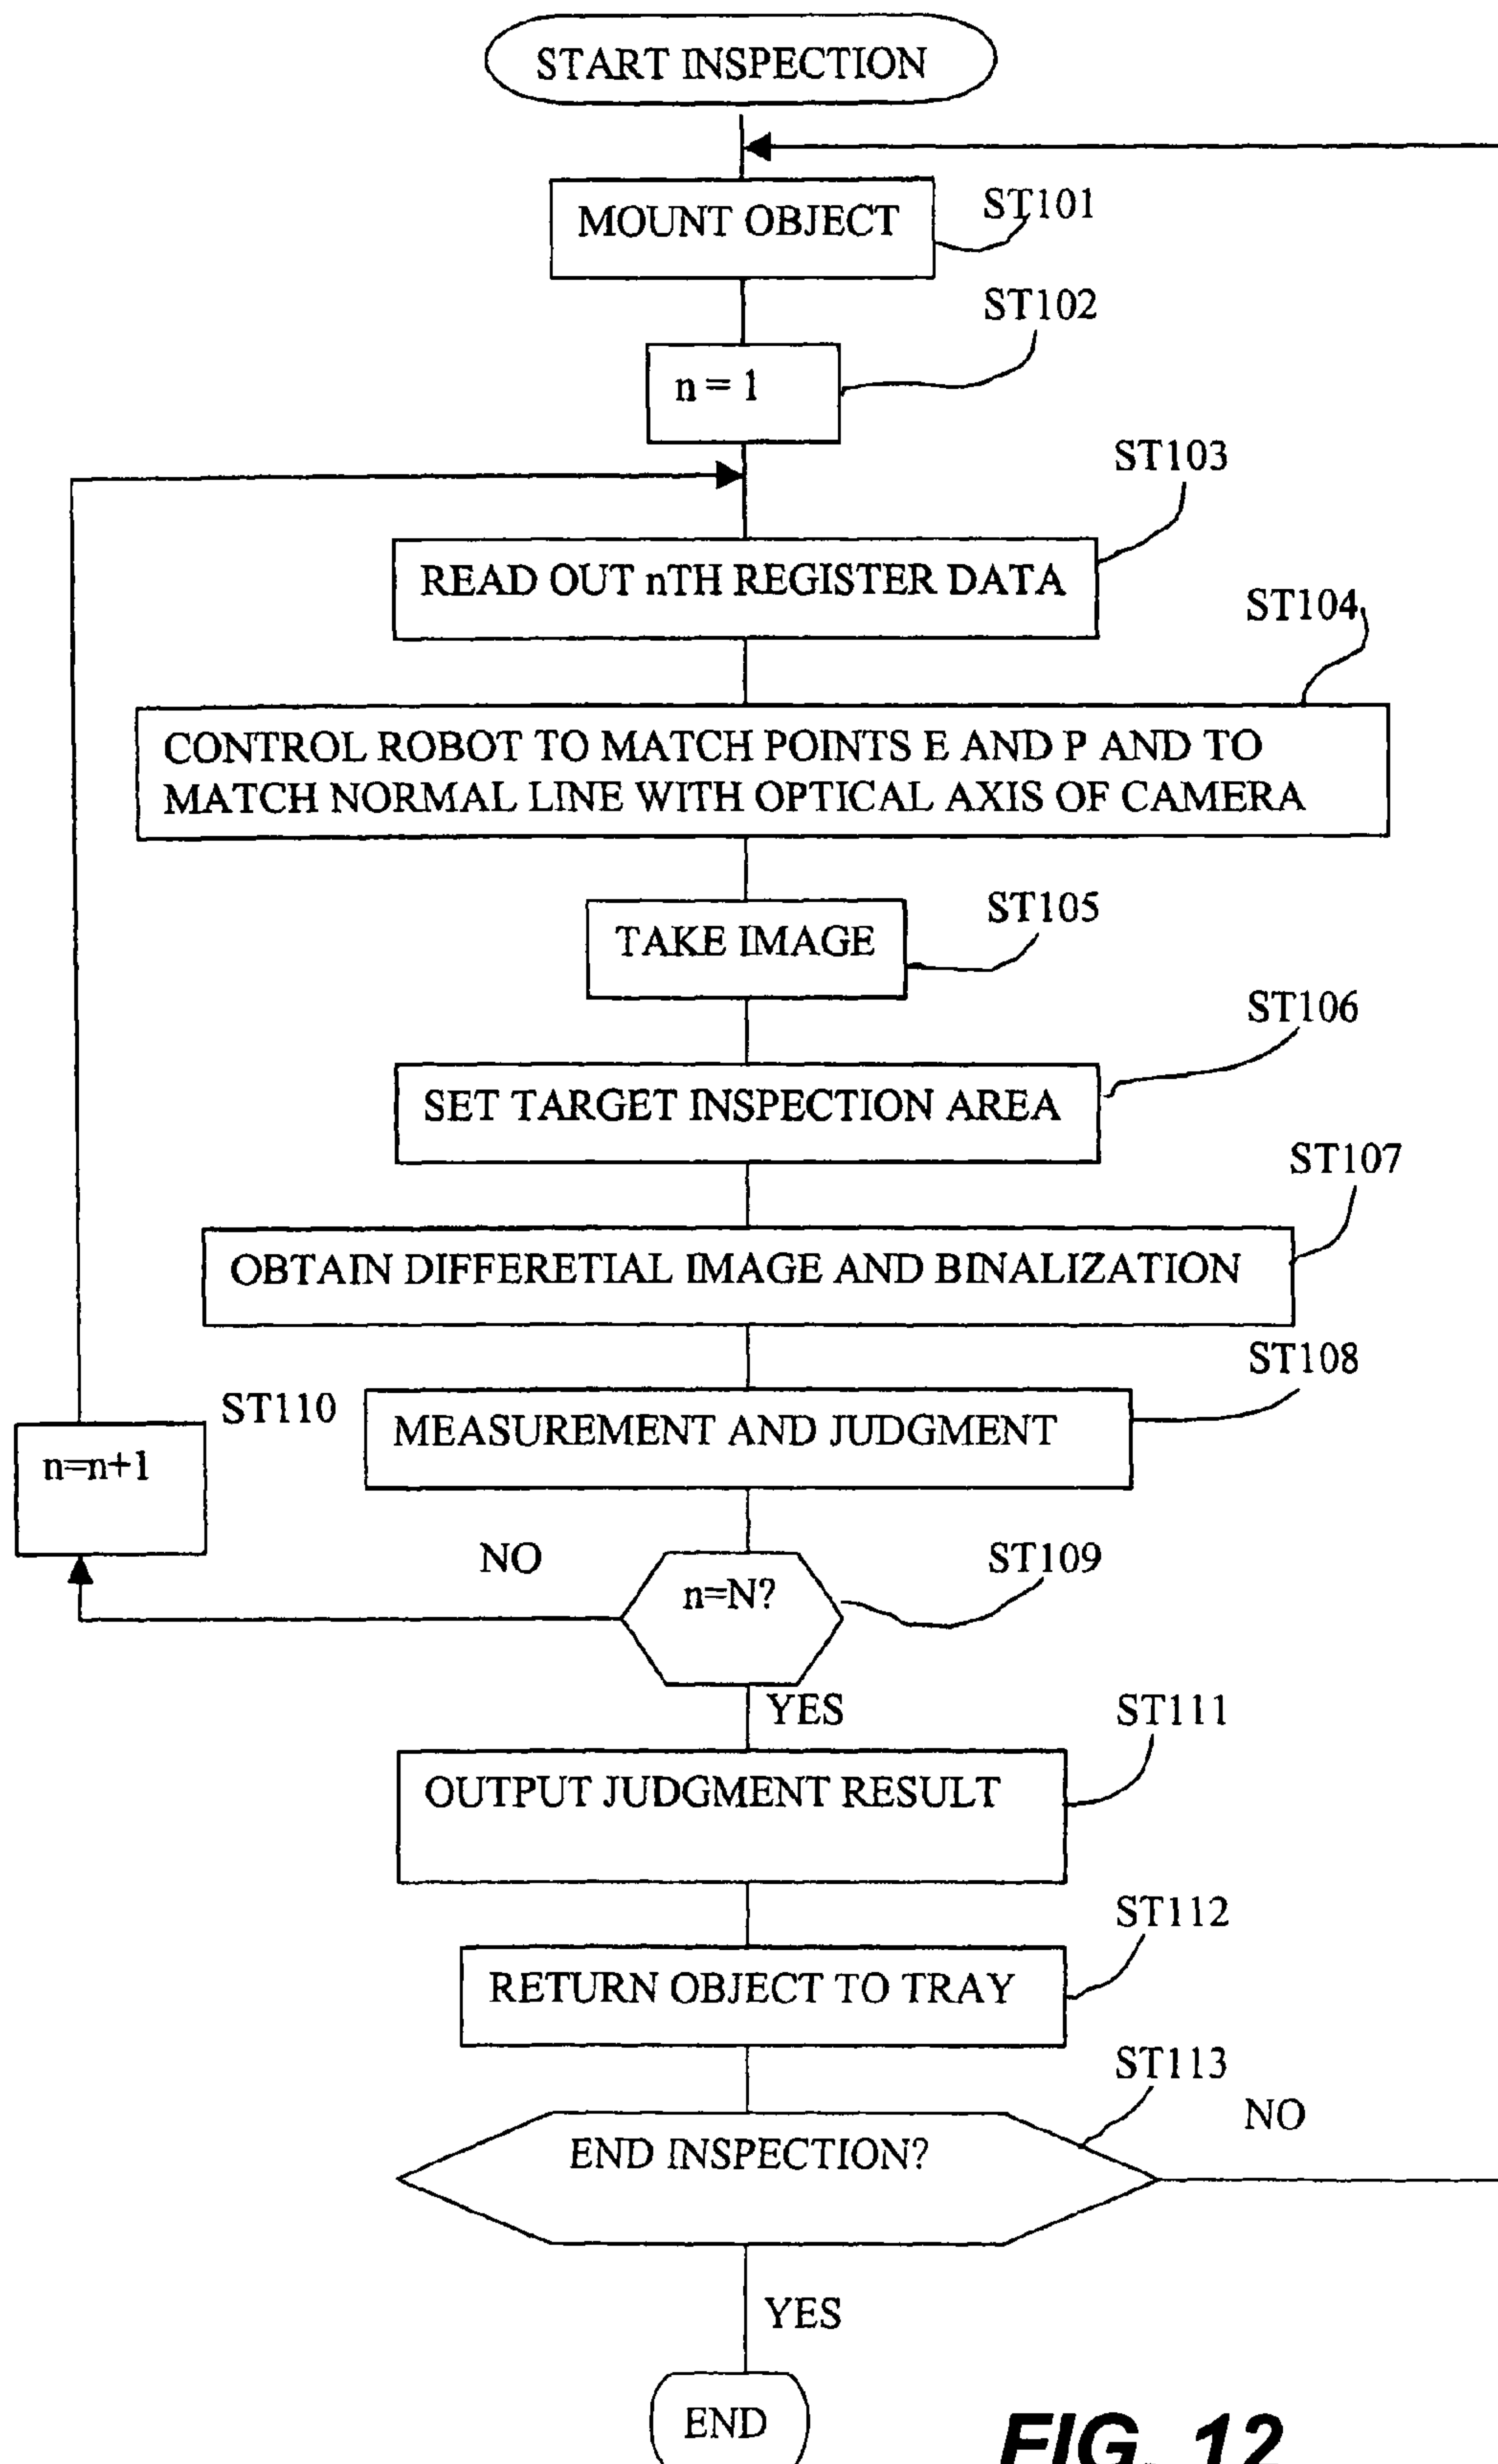 START INSPECTION
MOUNT OBJECT
ST101
ST102
n = 1
ST103
READ OUT nTH REGISTER DATA
ST104
CONTROL ROBOT TO MATCH POINTS E AND P AND TO
MATCH NORMAL LINE WITH OPTICAL AXIS OF CAMERA
ST105
TAKE IMAGE
ST106
SET TARGET INSPECTION AREA
ST107
OBTAIN DIFFERETIAL IMAGE AND BINALIZATION
ST108
ST110
MEASUREMENT AND JUDGMENT
n=n+1
NO
ST109
n=N?
YES
ST111
OUTPUT JUDGMENT RESULT
ST112
RETURN OBJECT TO TRAY
ST113
NO
END INSPECTION?
YES
END
FIG. 12